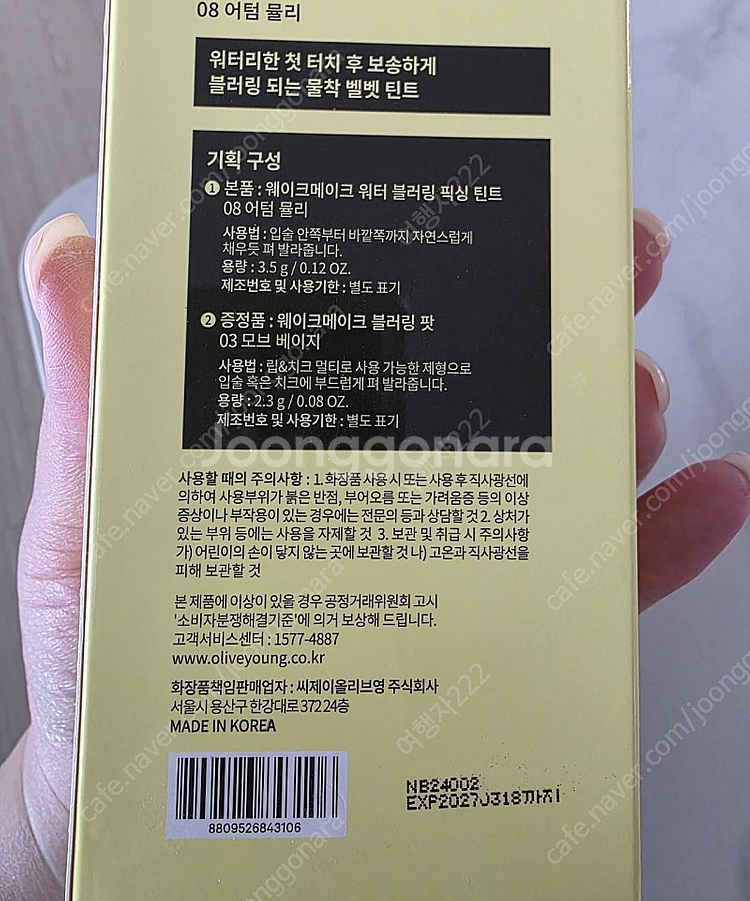 08 어텀 뮬리
워터리한 첫 터치 후 보송하게
블러링 되는 물착 벨벳 틴트
기획 구성
❶ 본품 : 웨이크메이크 워터 블러링 픽싱 틴트
08 어텀 뮬리
사용법 : 입술 안쪽부터 바깥쪽까지 자연스럽게
채우듯 펴 발라줍니다.
용량 : 3.5 g / 0.12 OZ.
제조번호 및 사용기한 : 별도 표기
❷ 증정품 : 웨이크메이크 블러링 팟
03 모브 베이지
사용법 : 립&치크 멀티로 사용 가능한 제형으로
입술 혹은 치크에 부드럽게 펴 발라줍니다.
용량 : 2.3 g / 0.08 OZ.
제조번호 및 사용기한 : 별도 표기
Joonggonara
사용할 때의 주의사항 : 1. 화장품 사용 시 또는 사용 후 직사광선에
의하여 사용부위가 붉은 반점, 부어오름 또는 가려움증 등의 이상
증상이나 부작용이 있는 경우에는 전문의 등과 상담할 것 2. 상처가
있는 부위 등에는 사용을 자제할 것 3. 보관 및 취급 시 주의사항
가) 어린이의 손이 닿지 않는 곳에 보관할 것 나) 고온과 직사광선을
피해 보관할 것
본 제품에 이상이 있을 경우 공정거래위원회 고시
'소비자분쟁해결기준'에 의거 보상해 드립니다.
고객서비스센터 : 1577-4887
www.oliveyoung.co.kr
화장품책임판매업자 : 씨제이올리브영 주식회사
서울시 용산구 한강대로 372 24층
MADE IN KOREA
8809526843106
NB24002
EXP20270318까지
cafe.naver.com/joonggonara
여행자222